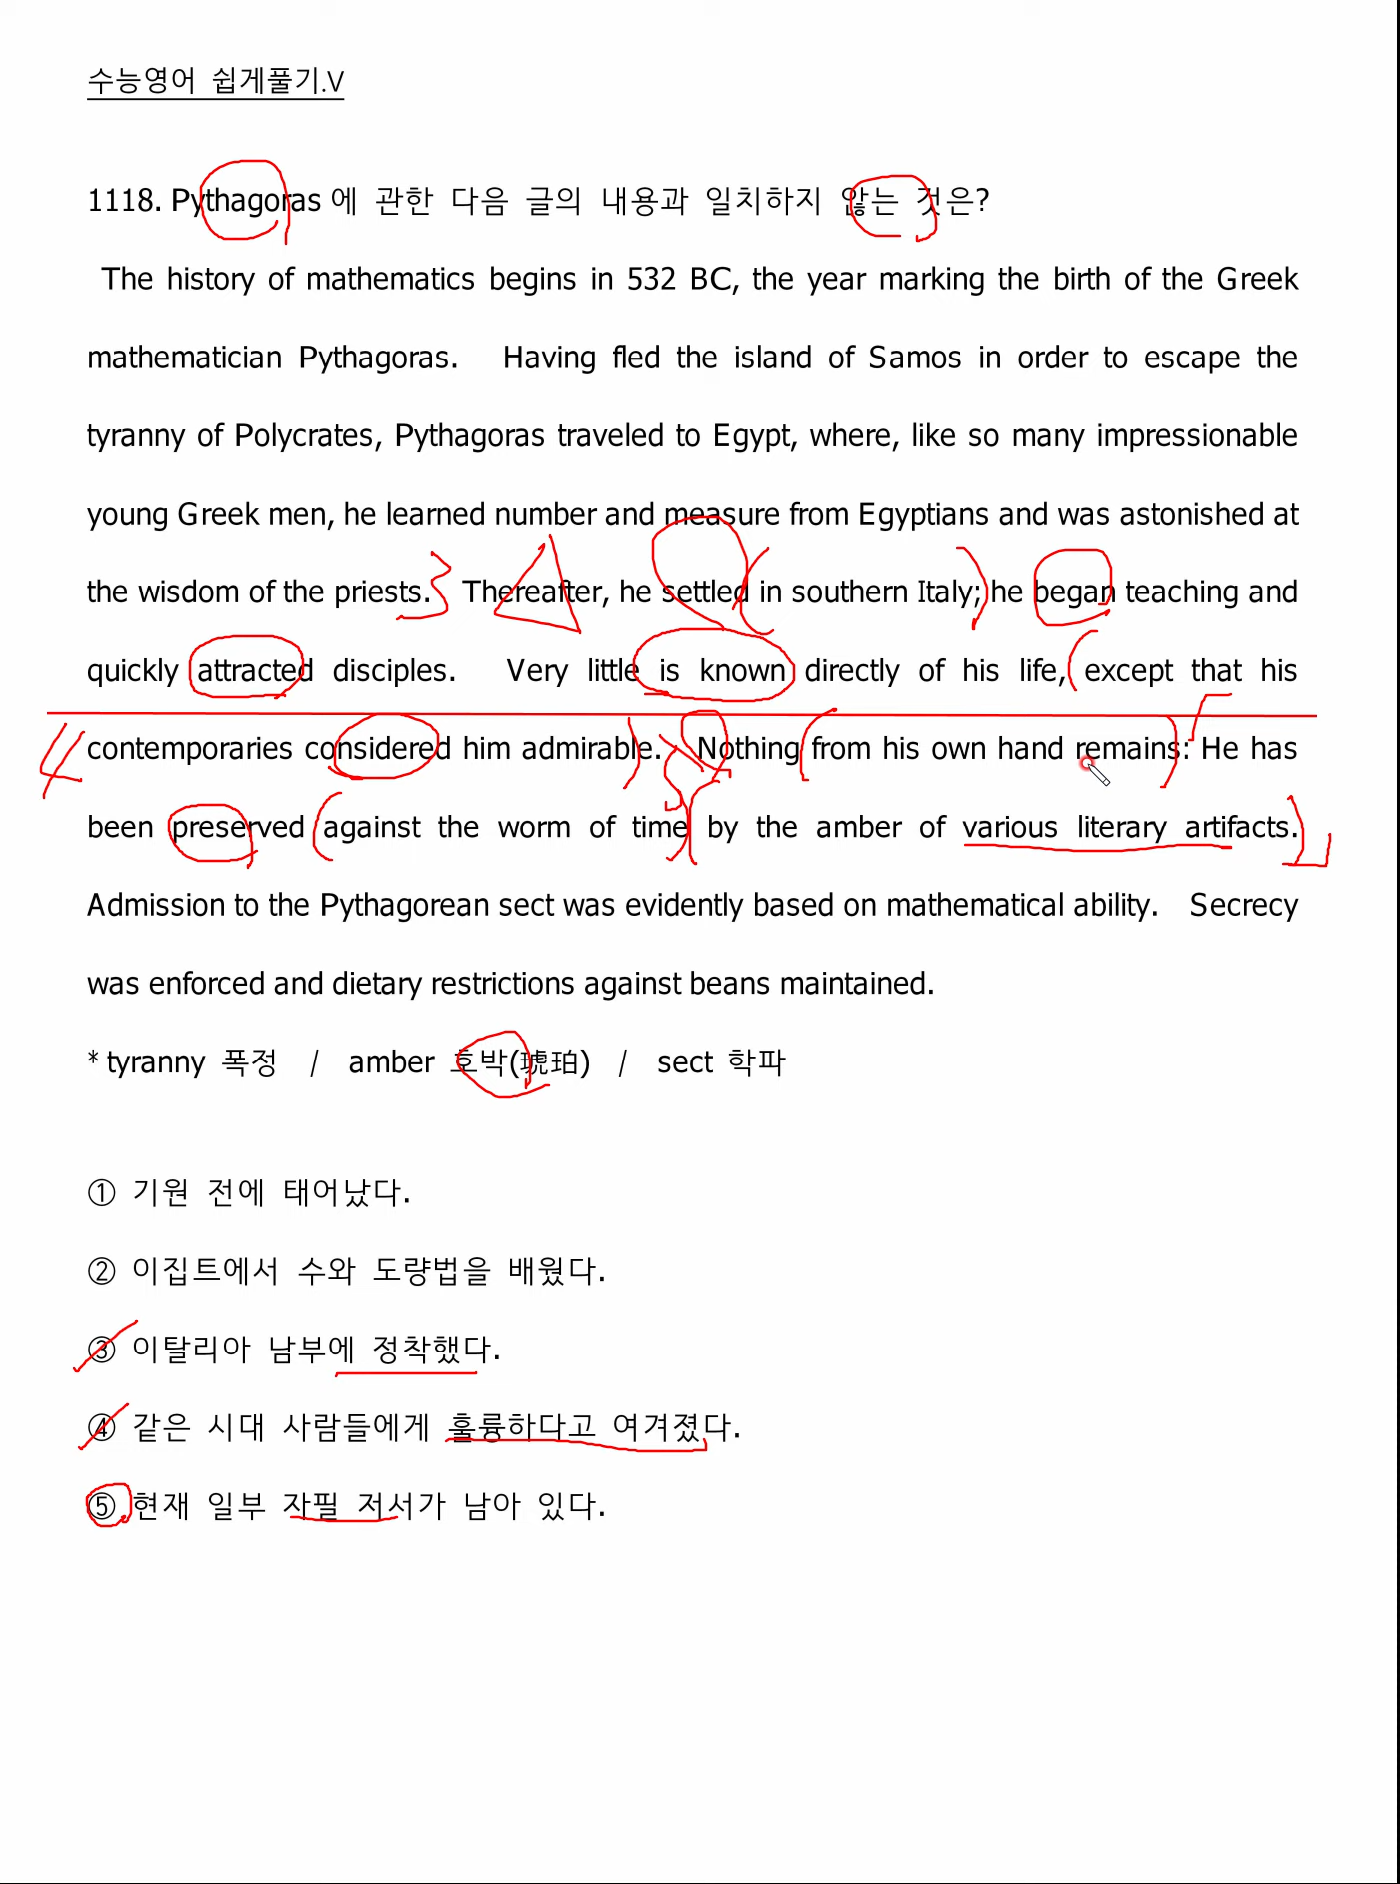 수능영어 쉽게풀기.V
1118. Pythagoras 에 관한 다음 글의 내용과 일치하지 않는 것은?
The history of mathematics begins in 532 BC, the year marking the birth of the Greek
mathematician Pythagoras. Having fled the island of Samos in order to escape the
tyranny of Polycrates, Pythagoras traveled to Egypt, where, like so many impressionable
young Greek men, he learned number and measure from Egyptians and was astonished at
the wisdom of the priests. Thereafter, he settled in southern Italy; he began teaching and
quickly attracted disciples. Very little is known directly of his life, except that his
contemporaries considered him admirable. Nothing from his own hand remains: He has
been preserved against the worm of time by the amber of various literary artifacts.
Admission to the Pythagorean sect was evidently based on mathematical ability. Secrecy
was enforced and dietary restrictions against beans maintained.
* tyranny 폭정 / amber 호박(琥珀) / sect 학파
① 기원 전에 태어났다.
② 이집트에서 수와 도량법을 배웠다.
③ 이탈리아 남부에 정착했다.
④ 같은 시대 사람들에게 훌륭하다고 여겨졌다.
⑤ 현재 일부 자필 저서가 남아 있다.